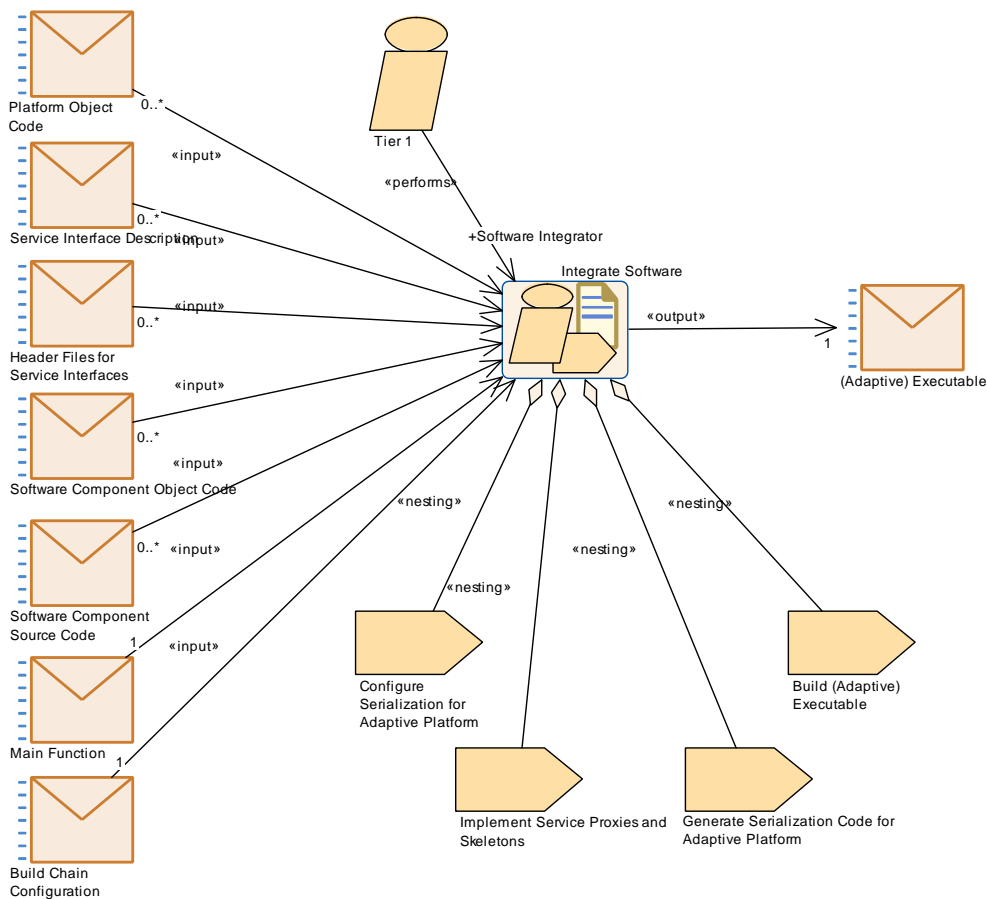 0..*
Platform Object
Code
«input»
Tier 1
«performs»
0..*
Service Interface Description
«input»
+Software Integrator
Integrate Software
«input»
0..*
Header Files for
Service Interfaces
«output»
1
(Adaptive) Executable
«input»
0..*
Software Component Object Code
«input»
0..*
Software Component
Source Code
«input»
1
Main Function
«input»
1
Build Chain
Configuration
«nesting»
«nesting»
«nesting»
«nesting»
Configure
Serialization for
Adaptive Platform
Build (Adaptive)
Executable
Implement Service Proxies and
Skeletons
Generate Serialization Code for
Adaptive Platform